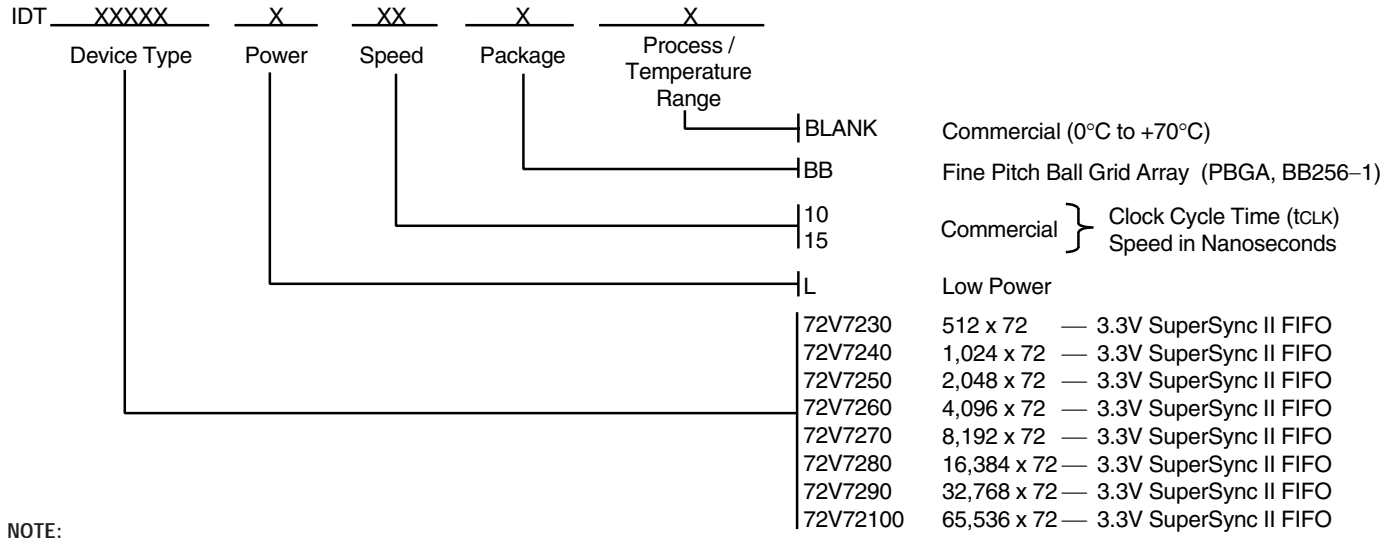 IDT XXXXX X XX X X
Device Type Power Speed Package Process / Temperature Range
BLANK Commercial (0°C to +70°C)
BB Fine Pitch Ball Grid Array (PBGA, BB256–1)
10
15
Commercial } Clock Cycle Time (tCLK)
Speed in Nanoseconds
L Low Power
72V7230 512 x 72 — 3.3V SuperSync II FIFO
72V7240 1,024 x 72 — 3.3V SuperSync II FIFO
72V7250 2,048 x 72 — 3.3V SuperSync II FIFO
72V7260 4,096 x 72 — 3.3V SuperSync II FIFO
72V7270 8,192 x 72 — 3.3V SuperSync II FIFO
72V7280 16,384 x 72 — 3.3V SuperSync II FIFO
72V7290 32,768 x 72 — 3.3V SuperSync II FIFO
72V72100 65,536 x 72 — 3.3V SuperSync II FIFO
NOTE: